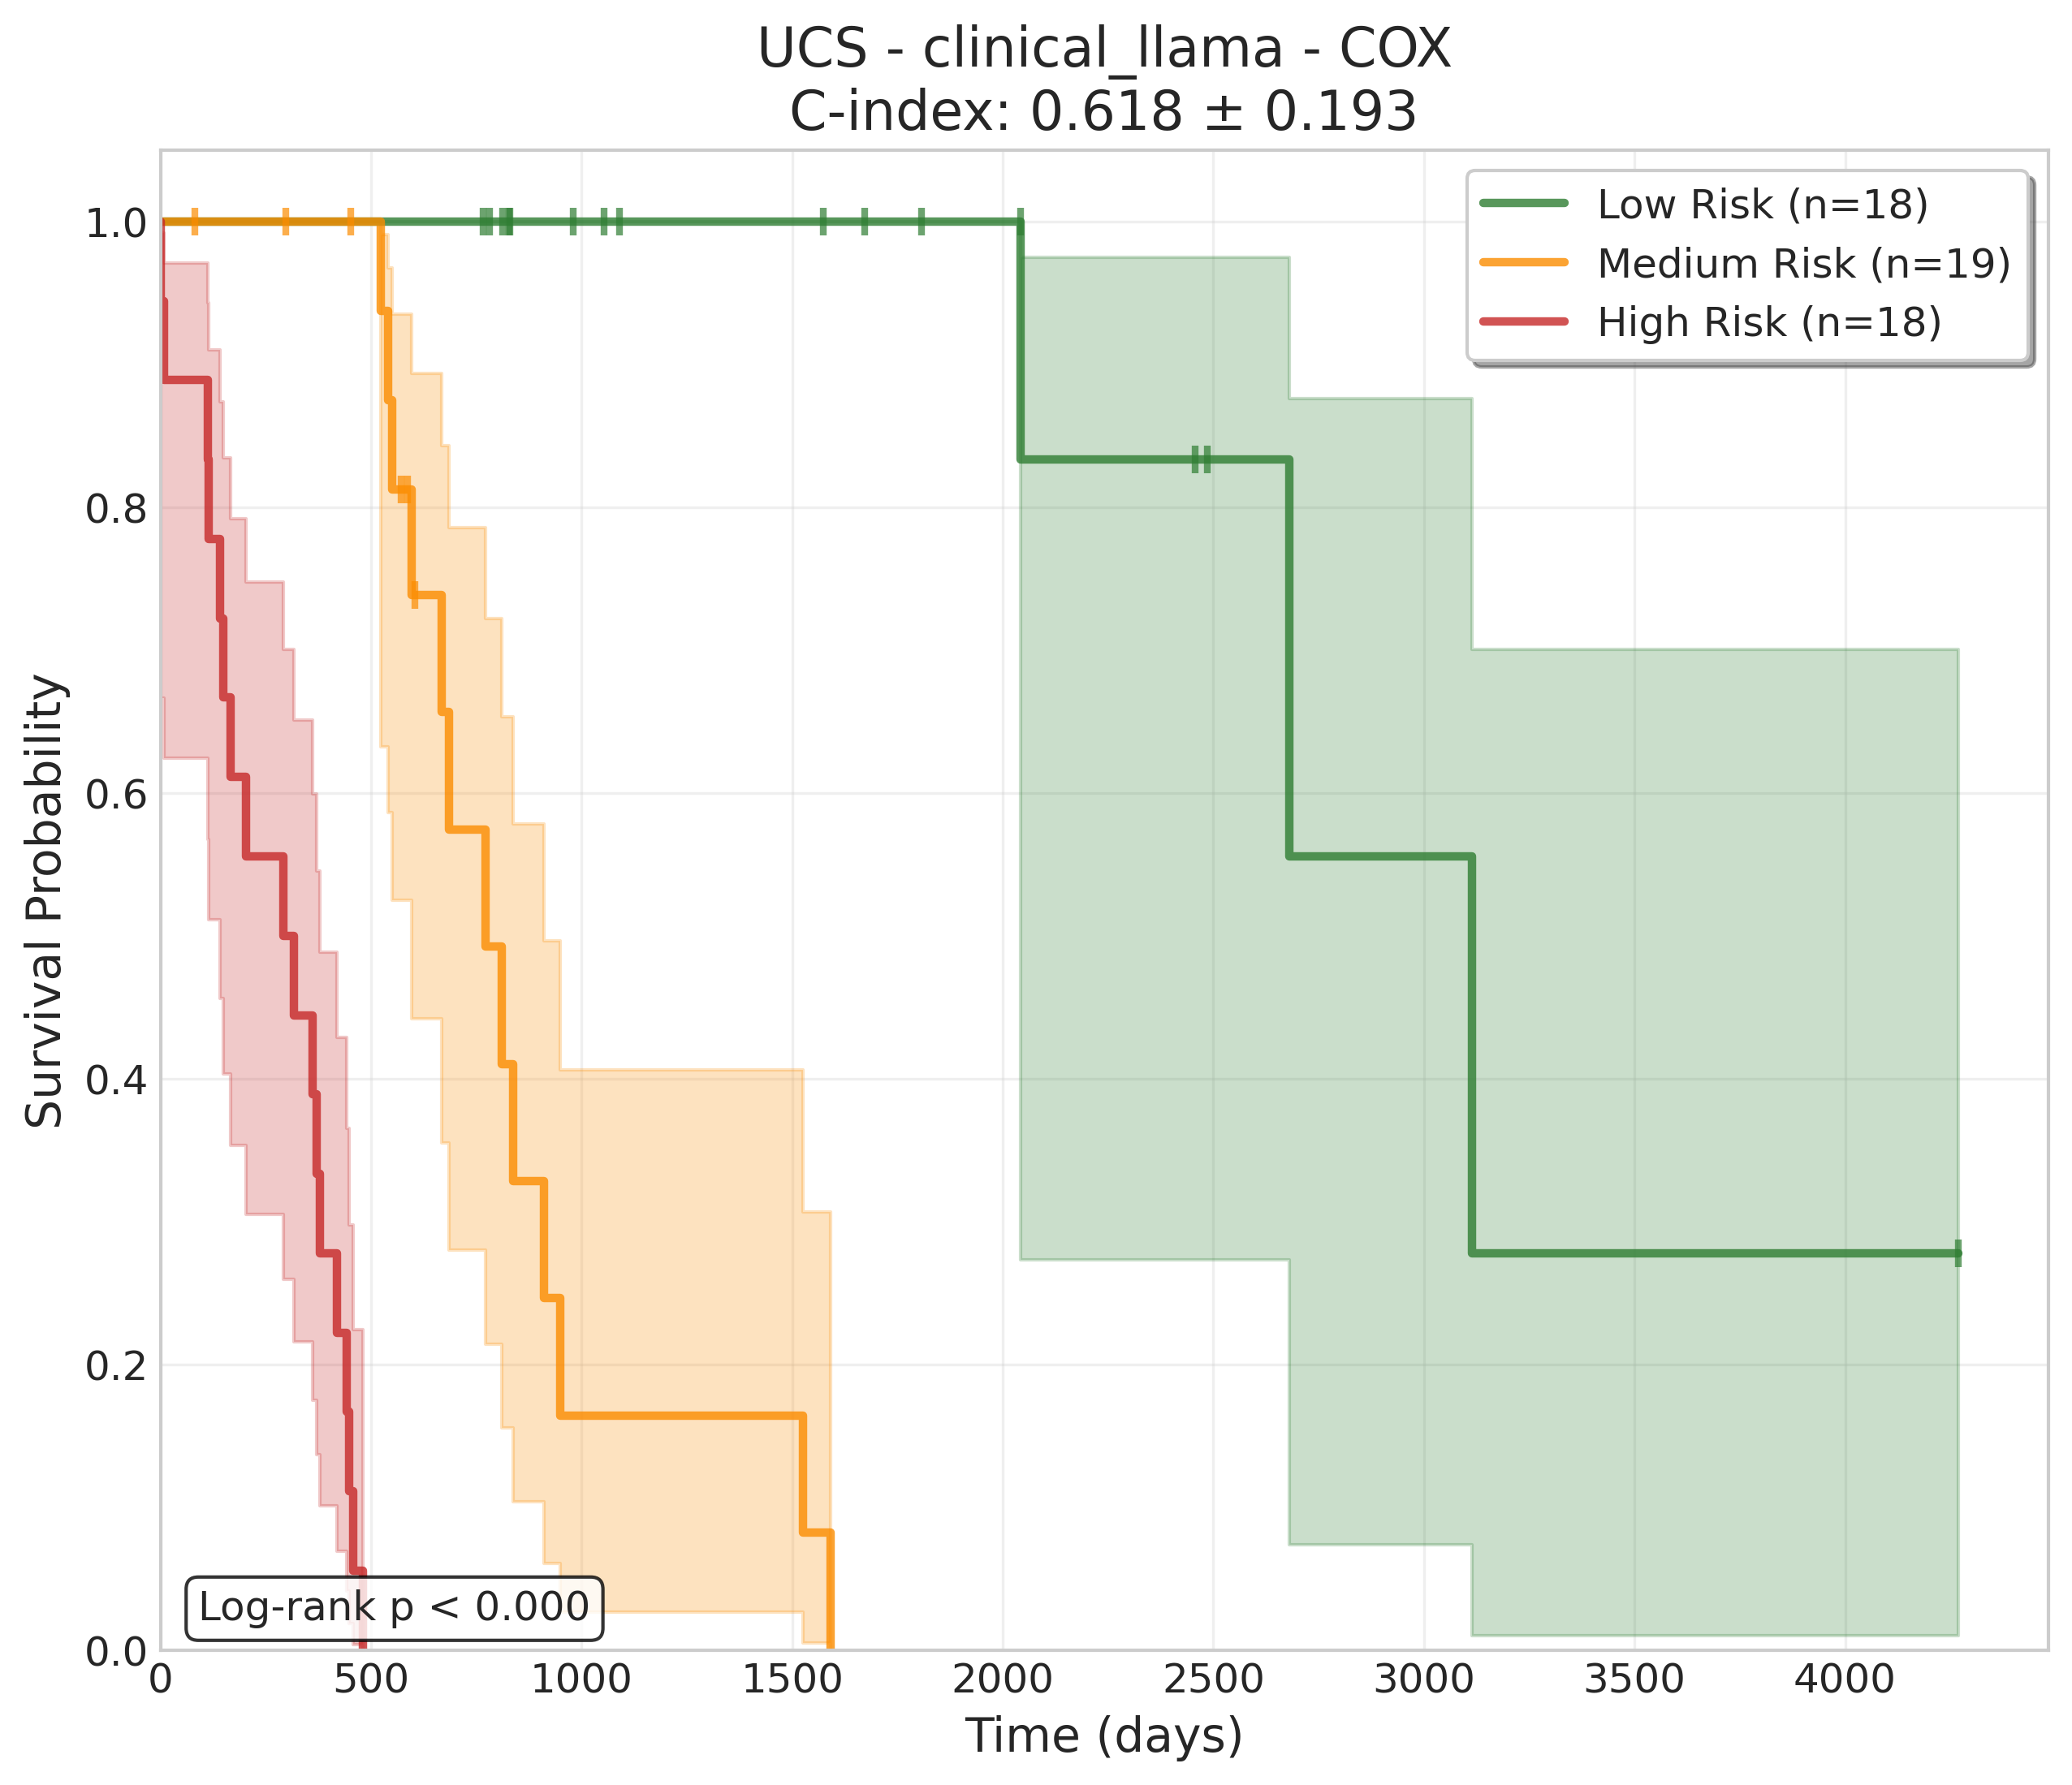 UCS - clinical_llama - COX
C-index: 0.618 ± 0.193
Low Risk (n=18)
Medium Risk (n=19)
High Risk (n=18)
Survival Probability
1.0
0.8
0.6
0.4
0.2
0.0
Log-rank p < 0.000
0 500 1000 1500 2000 2500 3000 3500 4000
Time (days)